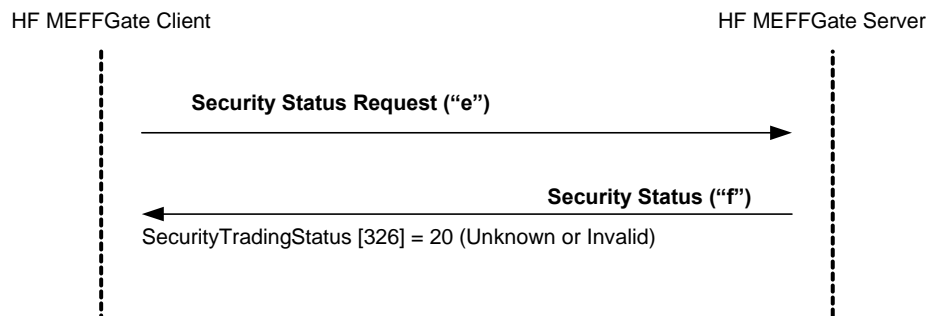 HF MEFFGate Client
HF MEFFGate Server
Security Status Request (“e”)
Security Status (“f”)
SecurityTradingStatus [326] = 20 (Unknown or Invalid)